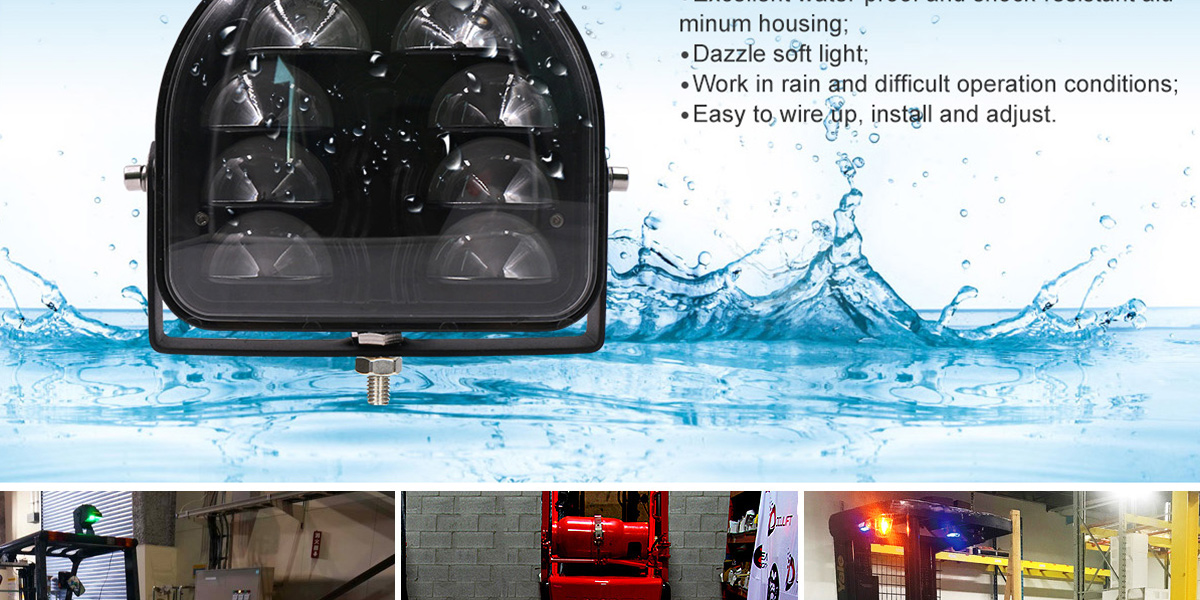 minum housing;
•Dazzle soft light;
•Work in rain and difficult operation conditions;
•Easy to wire up, install and adjust.